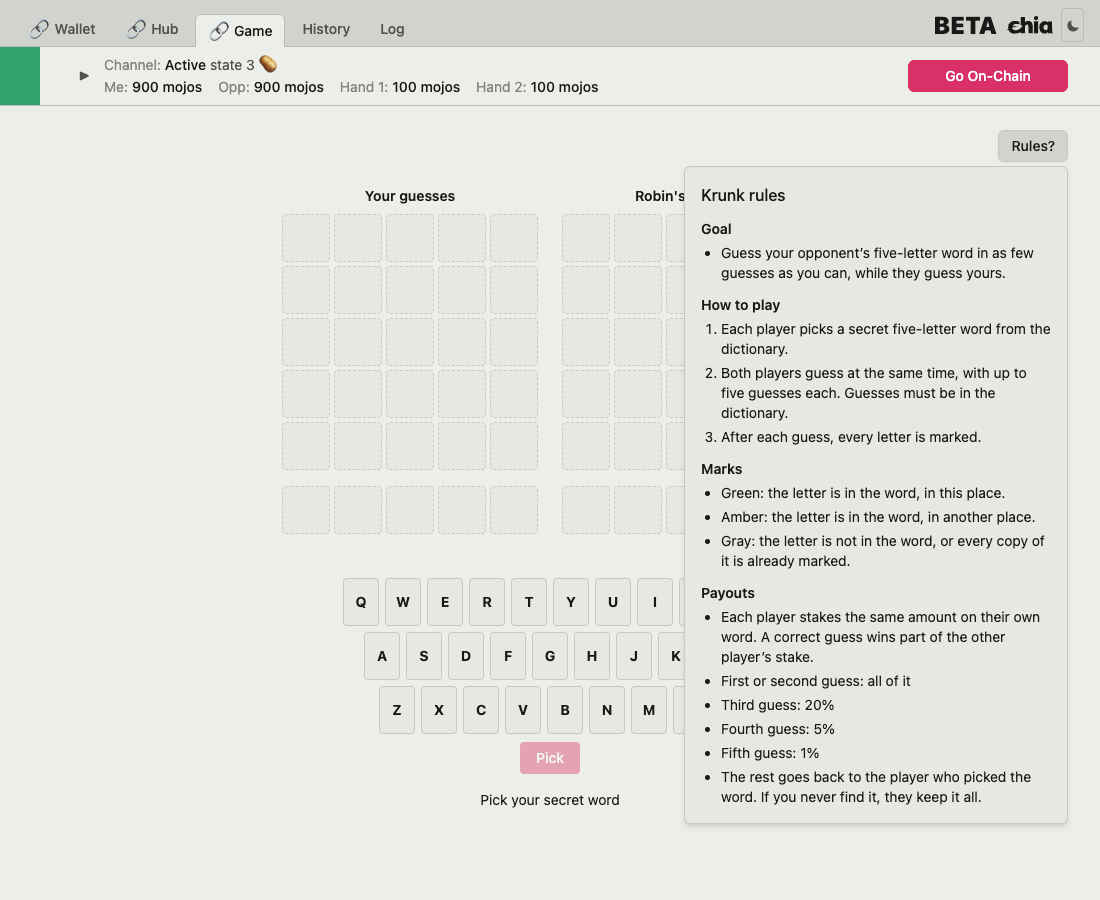 Wallet
Hub
Game
History
Log
BETA chia
Channel: Active state 3
Me: 900 mojos Opp: 900 mojos Hand 1: 100 mojos Hand 2: 100 mojos
Go On-Chain
Rules?
Your guesses
Robin's
Krunk rules
Goal
• Guess your opponent's five-letter word in as few
guesses as you can, while they guess yours.
How to play
1. Each player picks a secret five-letter word from the
dictionary.
2. Both players guess at the same time, with up to
five guesses each. Guesses must be in the
dictionary.
3. After each guess, every letter is marked.
Marks
• Green: the letter is in the word, in this place.
• Amber: the letter is in the word, in another place.
• Gray: the letter is not in the word, or every copy of
it is already marked.
Payouts
• Each player stakes the same amount on their own
word. A correct guess wins part of the other
player's stake.
• First or second guess: all of it
• Third guess: 20%
• Fourth guess: 5%
• Fifth guess: 1%
• The rest goes back to the player who picked the
word. If you never find it, they keep it all.
Q W E R T Y U I
A S D F G H J K
Z X C V B N M
Pick
Pick your secret word